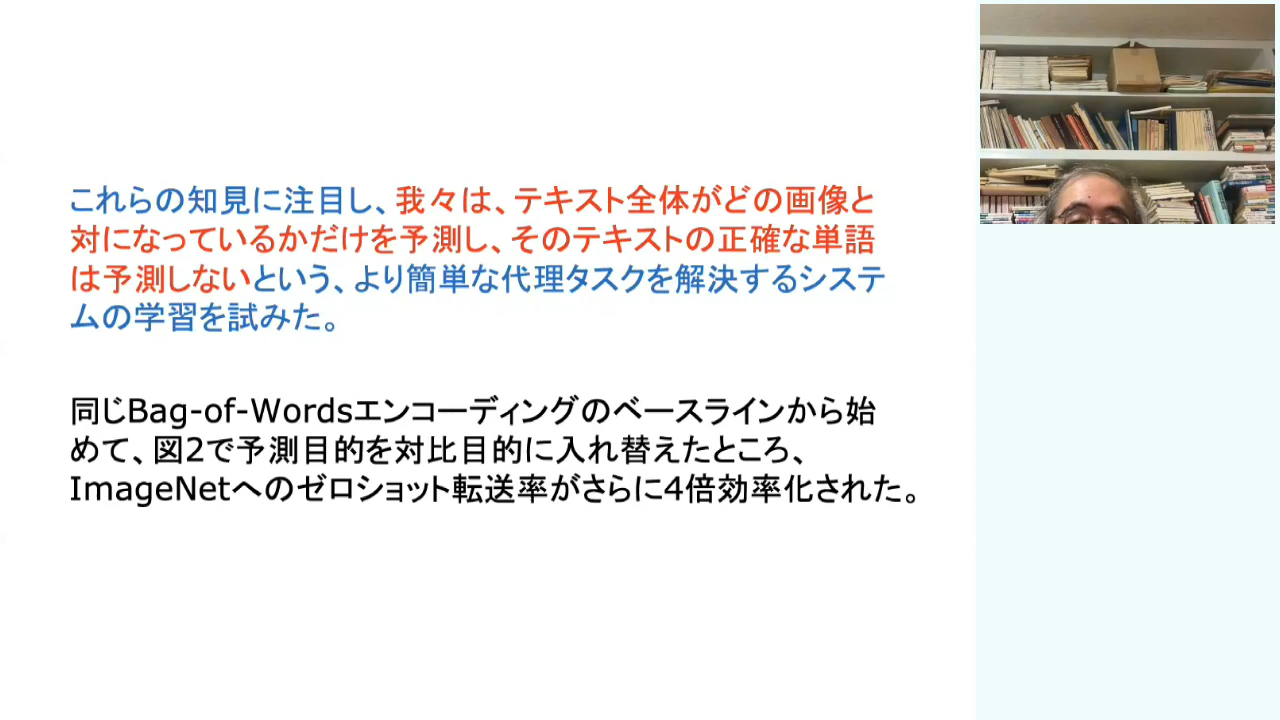 これらの知見に注目し、我々は、テキスト全体がどの画像と
対になっているかだけを予測し、そのテキストの正確な単語
は予測しないという、より簡単な代理タスクを解決するシステ
ムの学習を試みた。
同じBag-of-Wordsエンコーディングのベースラインから始
めて、図2で予測目的を対比目的に入れ替えたところ、
ImageNetへのゼロショット転送率がさらに4倍効率化された。